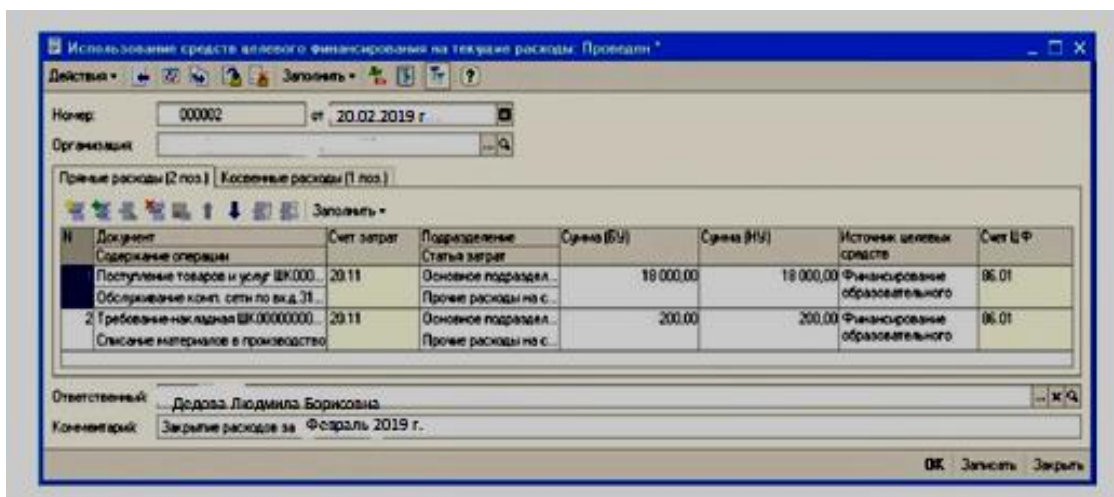 Использование средств целевого финансирования на текущие расходы: Проведен *
Действия Заполнить
Номер: 000002 от 20.02.2019 г
Организация:
Прямые расходы (2 поз.) Косвенные расходы (1 поз.)
Заполнить
N Документ Счет затрат Подразделение Сумма (БУ) Сумма (НУ) Источник целевых средств Счет ЦФ
Содержание операции Статья затрат
1 Поступление товаров и услуг ШК000... 20.11 Основное подраздел... 18 000,00 18 000,00 Финансирование образовательного 86.01
Обслуживание комп. сети по вх.д. 31... Прочие расходы на с...
2 Требование-накладная ШК00000000... 20.11 Основное подраздел... 200,00 200,00 Финансирование образовательного 86.01
Списание материалов в производство Прочие расходы на с...
Ответственный: Дедова Людмила Борисовна
Комментарий: Закрытие расходов за Февраль 2019 г.
OK Записать Закрыть